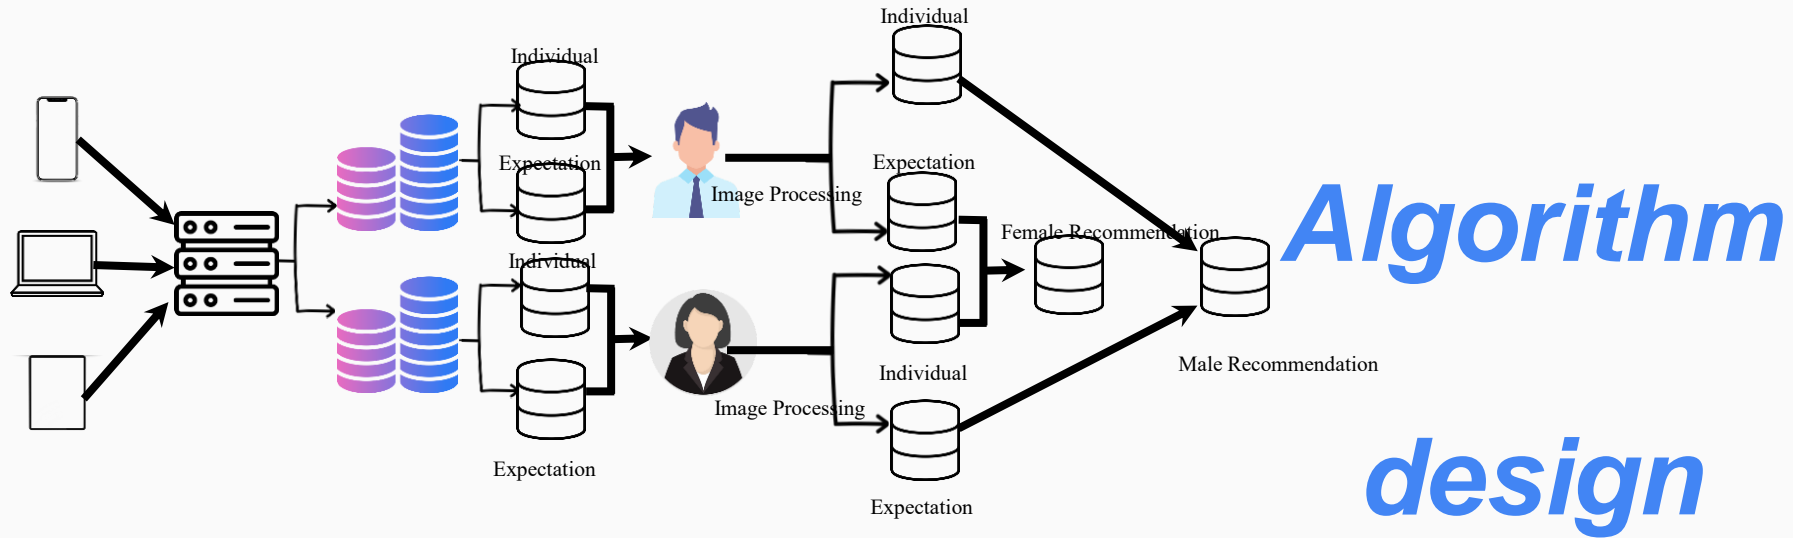 Individual
Expectation
Individual
Expectation
Image Processing
Image Processing
Individual
Expectation
Individual
Expectation
Female Recommendation
Male Recommendation
Algorithm
design